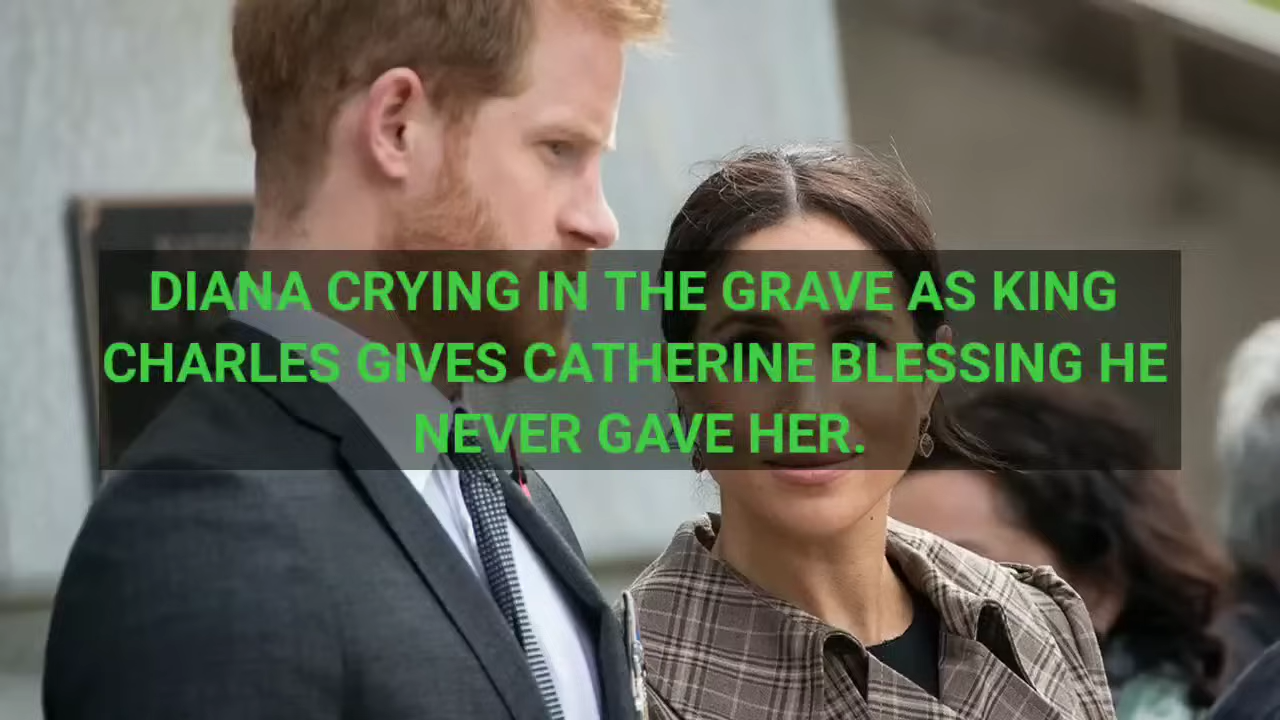 DIANA CRYING IN THE GRAVE AS KING
CHARLES GIVES CATHERINE BLESSING HE
NEVER GAVE HER.